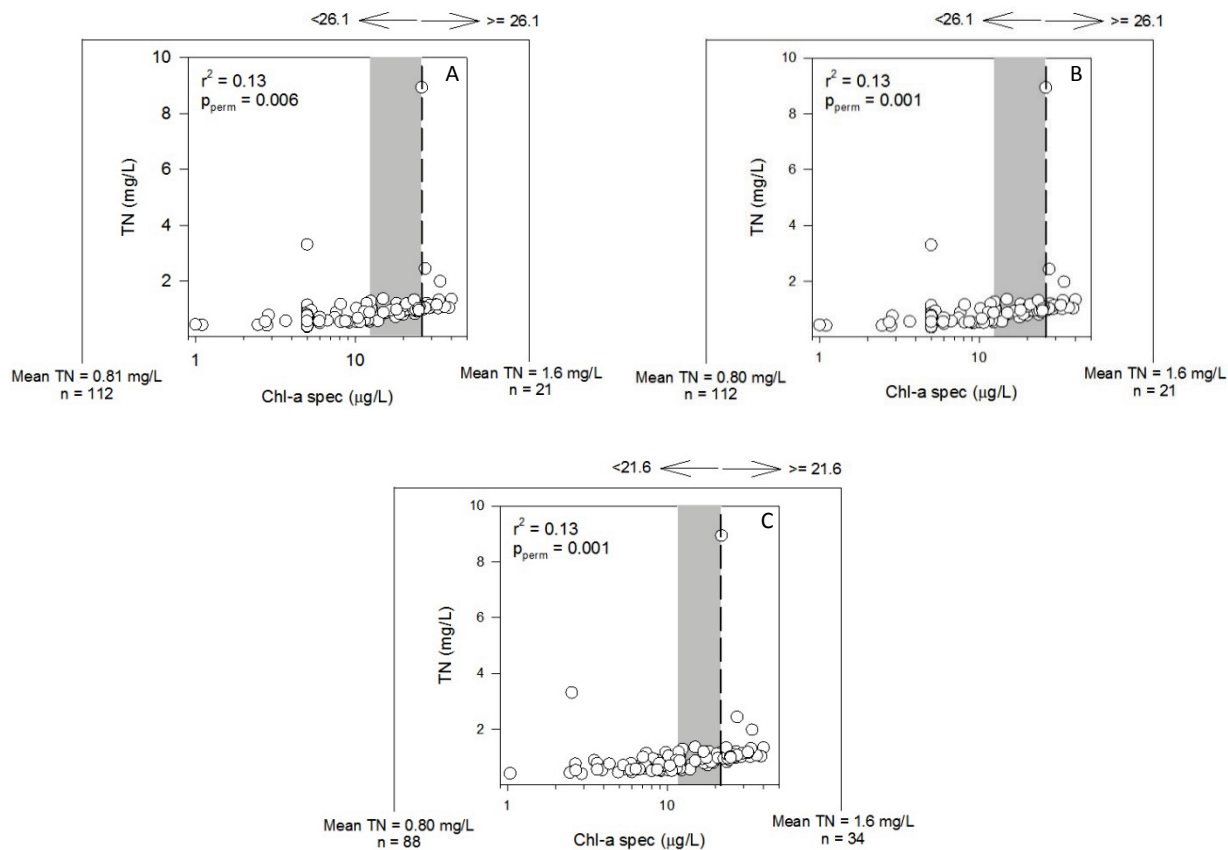 <26.1 >= 26.1
A
r² = 0.13
p_perm = 0.006
10
8
6
4
2
TN (mg/L)
1 10
Chl-a spec (µg/L)
Mean TN = 0.81 mg/L
n = 112
Mean TN = 1.6 mg/L
n = 21
<26.1 >= 26.1
B
r² = 0.13
p_perm = 0.001
10
8
6
4
2
TN (mg/L)
1 10
Chl-a spec (µg/L)
Mean TN = 0.80 mg/L
n = 112
Mean TN = 1.6 mg/L
n = 21
<21.6 >= 21.6
C
r² = 0.13
p_perm = 0.001
10
8
6
4
2
TN (mg/L)
1 10
Chl-a spec (µg/L)
Mean TN = 0.80 mg/L
n = 88
Mean TN = 1.6 mg/L
n = 34